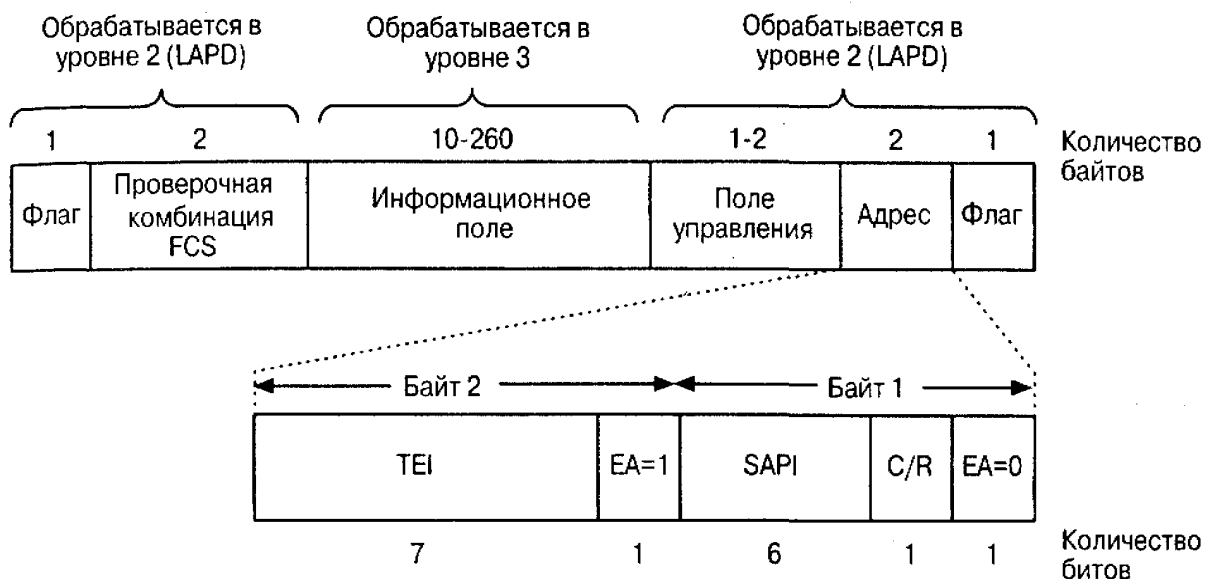 Обрабатывается в
уровне 2 (LAPD)
Обрабатывается в
уровне 3
Обрабатывается в
уровне 2 (LAPD)
1
2
10-260
1-2
2
1
Количество
байтов
Флаг
Проверочная
комбинация
FCS
Информационное
поле
Поле
управления
Адрес
Флаг
Байт 2
Байт 1
TEI
EA=1
SAPI
C/R
EA=0
7
1
6
1
1
Количество
битов